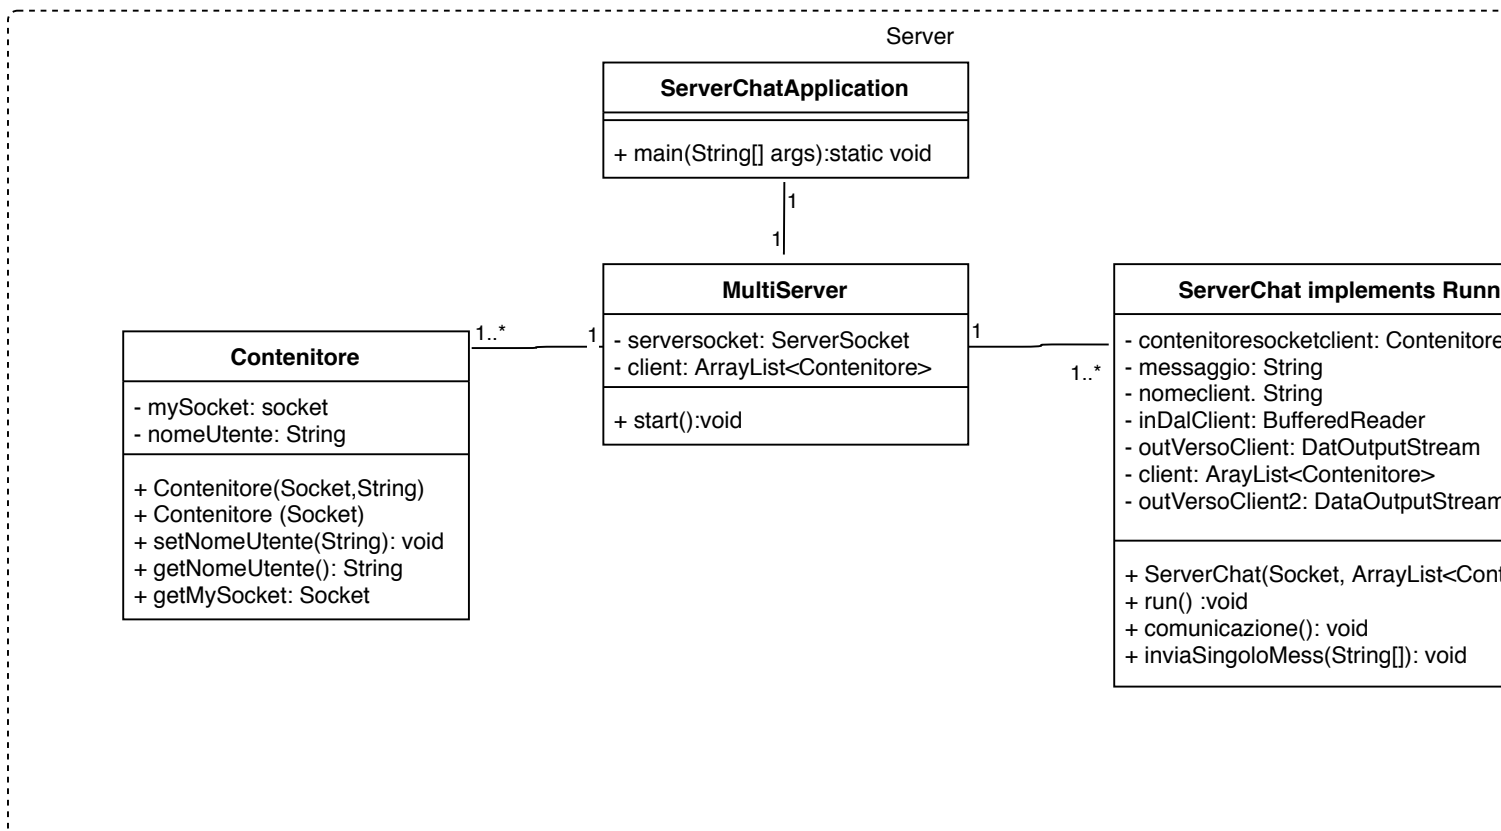 Server
ServerChatApplication
+ main(String[] args):static void
1
1
MultiServer
- serversocket: ServerSocket
- client: ArrayList<Contenitore>
+ start():void
1..*
1
1
1..*
Contenitore
- mySocket: socket
- nomeUtente: String
+ Contenitore(Socket,String)
+ Contenitore (Socket)
+ setNomeUtente(String): void
+ getNomeUtente(): String
+ getMySocket: Socket
ServerChat implements Runn
- contenitoresocketclient: Contenitore
- messaggio: String
- nomeclient. String
- inDalClient: BufferedReader
- outVersoClient: DatOutputStream
- client: ArayList<Contenitore>
- outVersoClient2: DataOutputStream
+ ServerChat(Socket, ArrayList<Cont
+ run() :void
+ comunicazione(): void
+ inviaSingoloMess(String[]): void